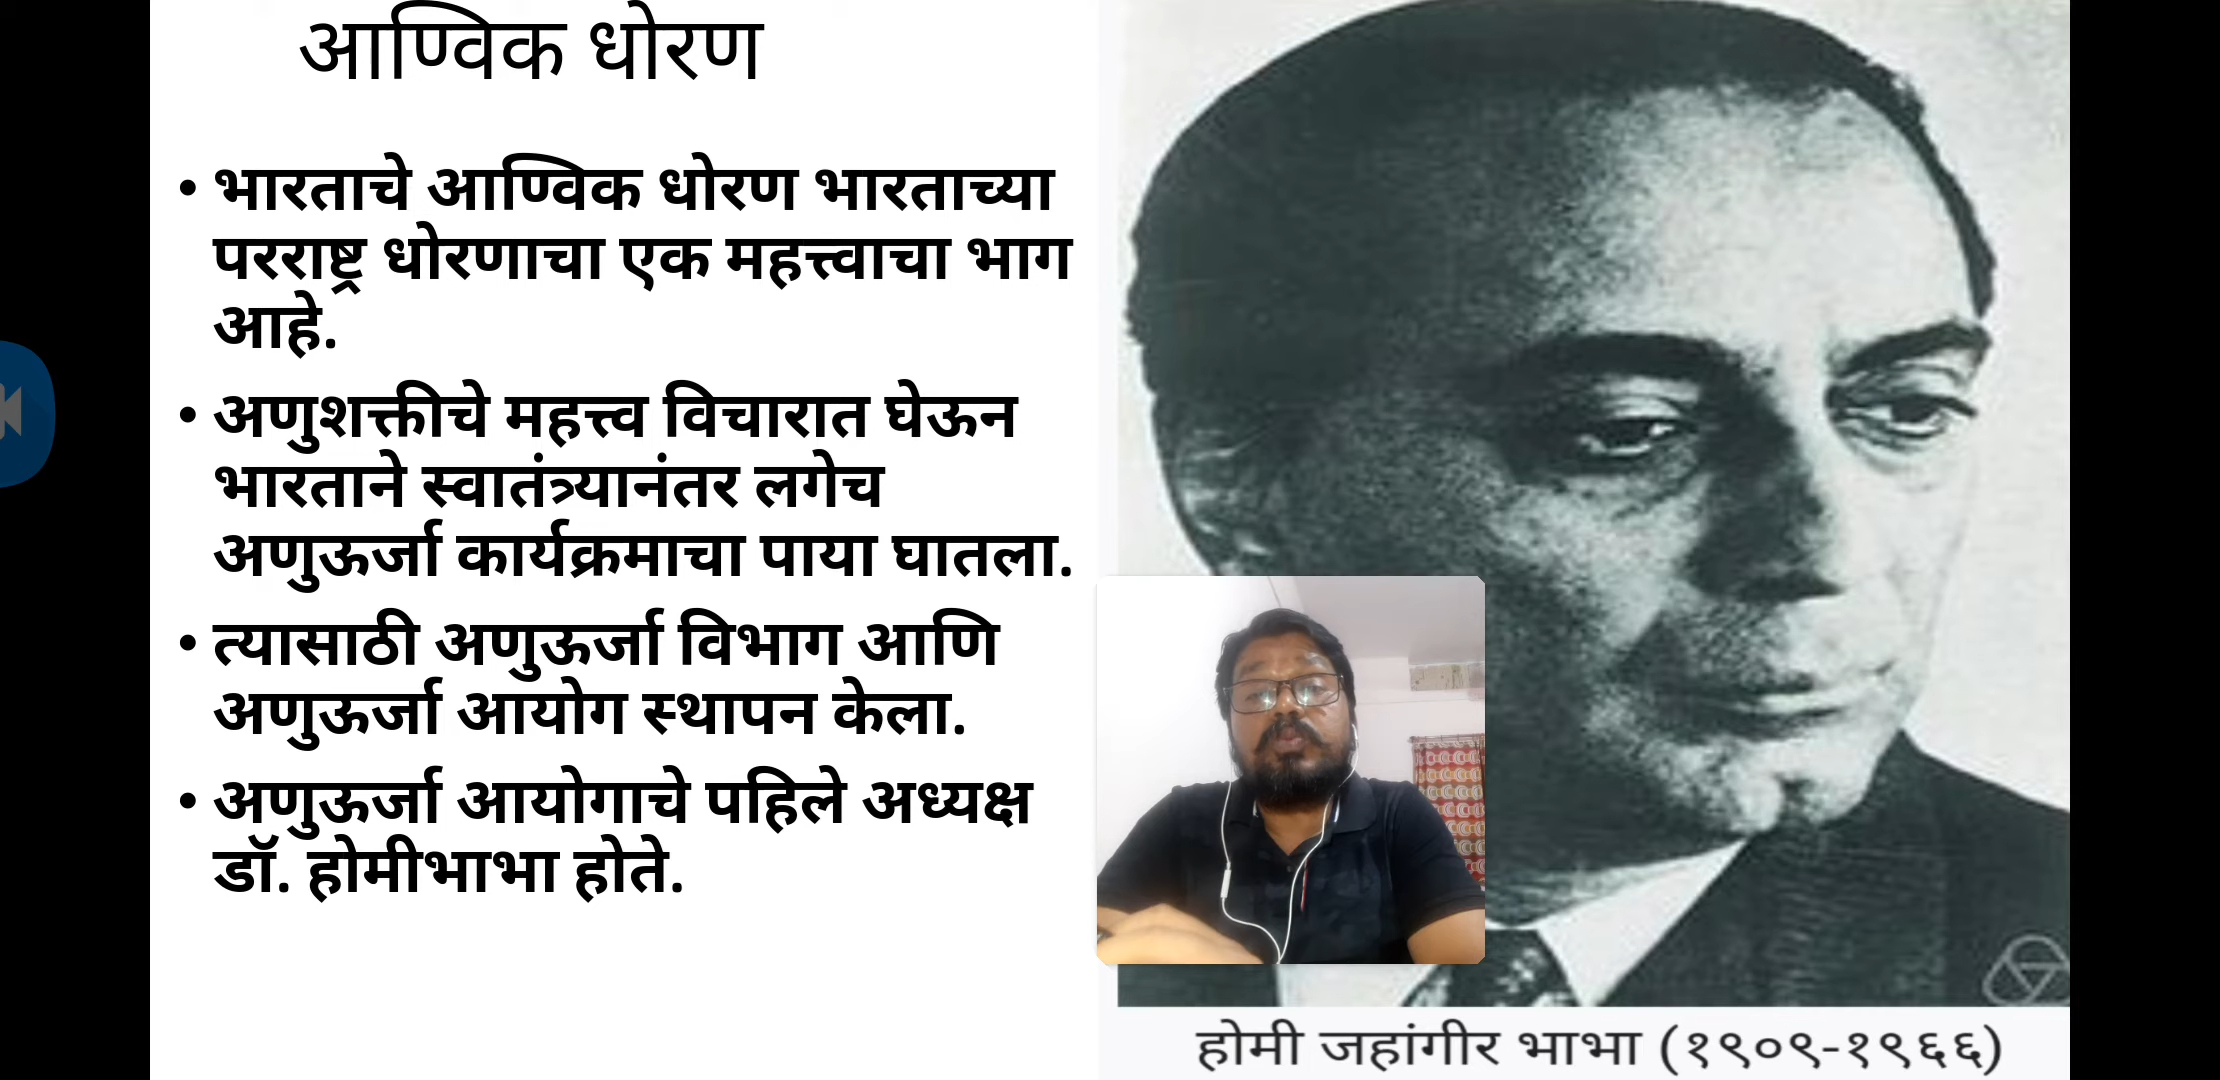 आण्विक धोरण
• भारताचे आण्विक धोरण भारताच्या
परराष्ट्र धोरणाचा एक महत्त्वाचा भाग
आहे.
• अणुशक्तीचे महत्त्व विचारात घेऊन
भारताने स्वातंत्र्यानंतर लगेच
अणुऊर्जा कार्यक्रमाचा पाया घातला.
• त्यासाठी अणुऊर्जा विभाग आणि
अणुऊर्जा आयोग स्थापन केला.
• अणुऊर्जा आयोगाचे पहिले अध्यक्ष
डॉ. होमीभाभा होते.
होमी जहांगीर भाभा (१९०९-१९६६)